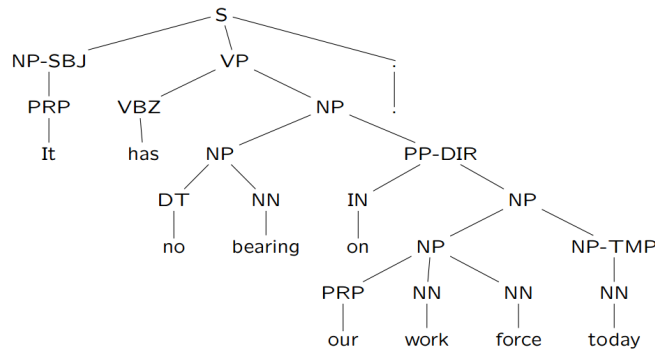 S
NP-SBJ VP .
PRP VBZ NP .
It has NP PP-DIR
DT NN IN NP
no bearing on NP NP-TMP
PRP NN NN NN
our work force today